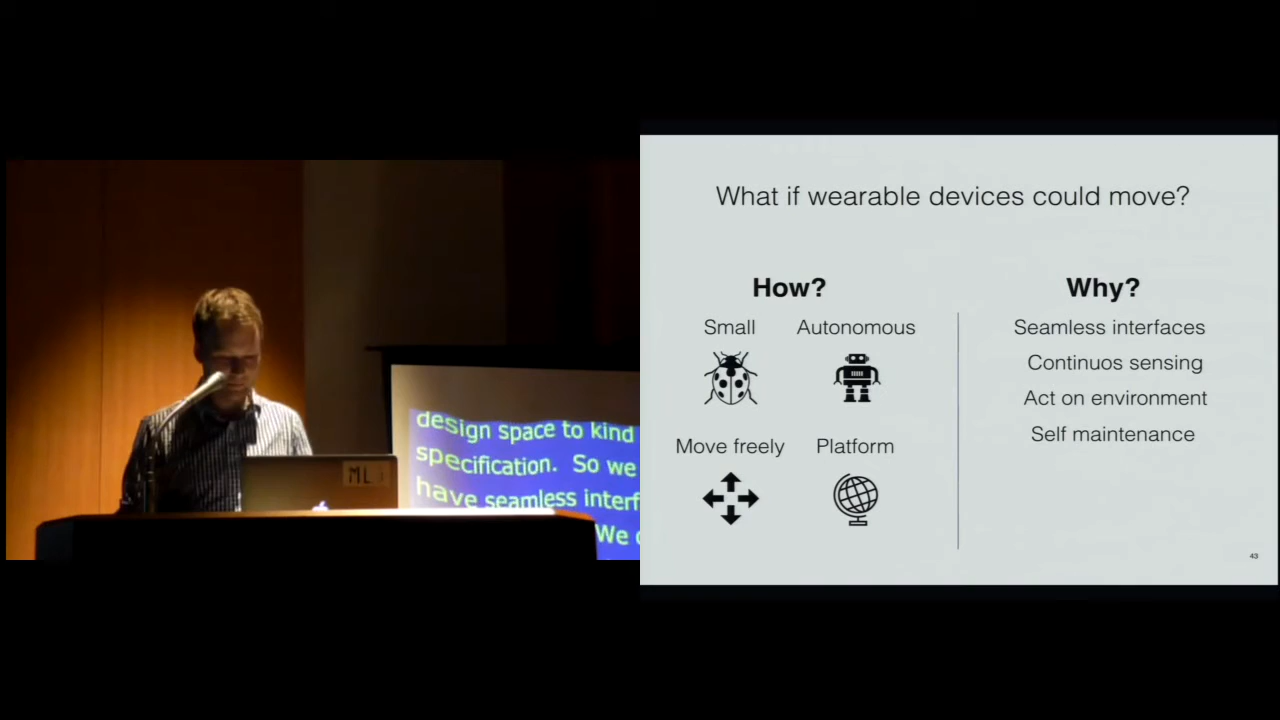 ML
design space to kind
specification. So we
have seamless interf
We
What if wearable devices could move?
How?
Small Autonomous
Move freely Platform
Why?
Seamless interfaces
Continuos sensing
Act on environment
Self maintenance
43